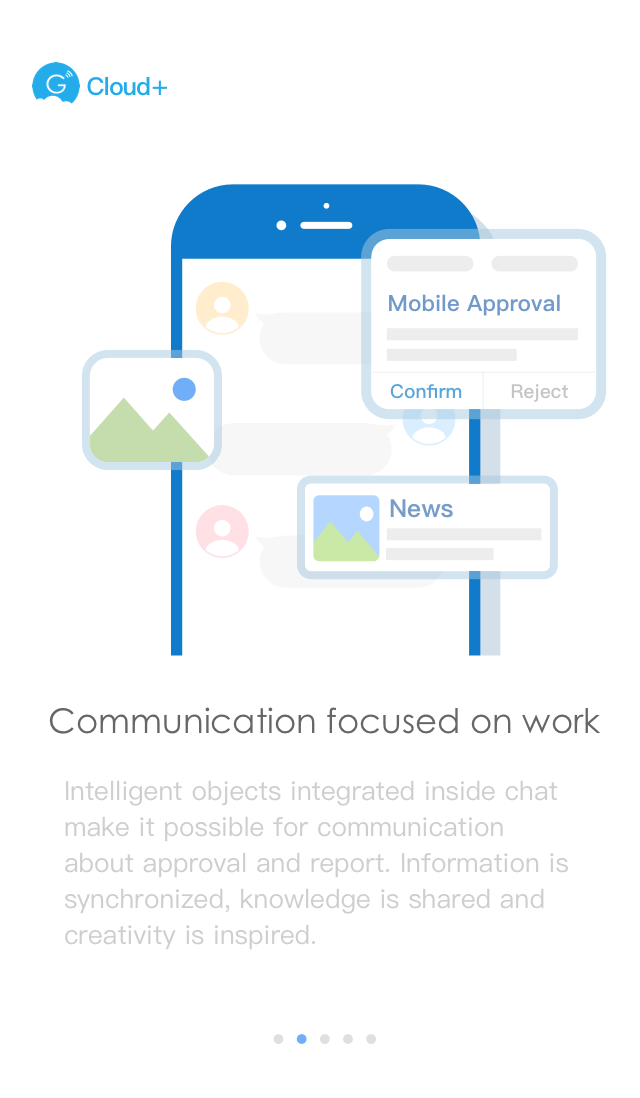 G Cloud+
Mobile Approval
Confirm Reject
News
Communication focused on work
Intelligent objects integrated inside chat
make it possible for communication
about approval and report. Information is
synchronized, knowledge is shared and
creativity is inspired.